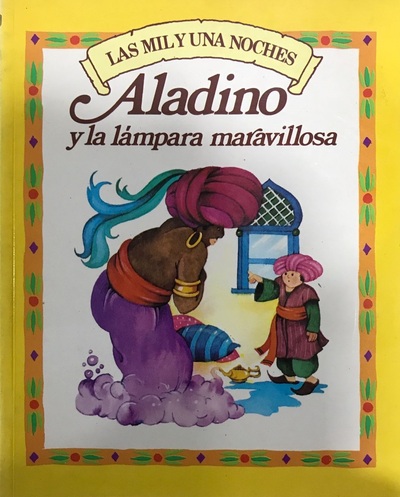 LAS MIL Y UNA NOCHES
Aladino
y la lámpara maravillosa